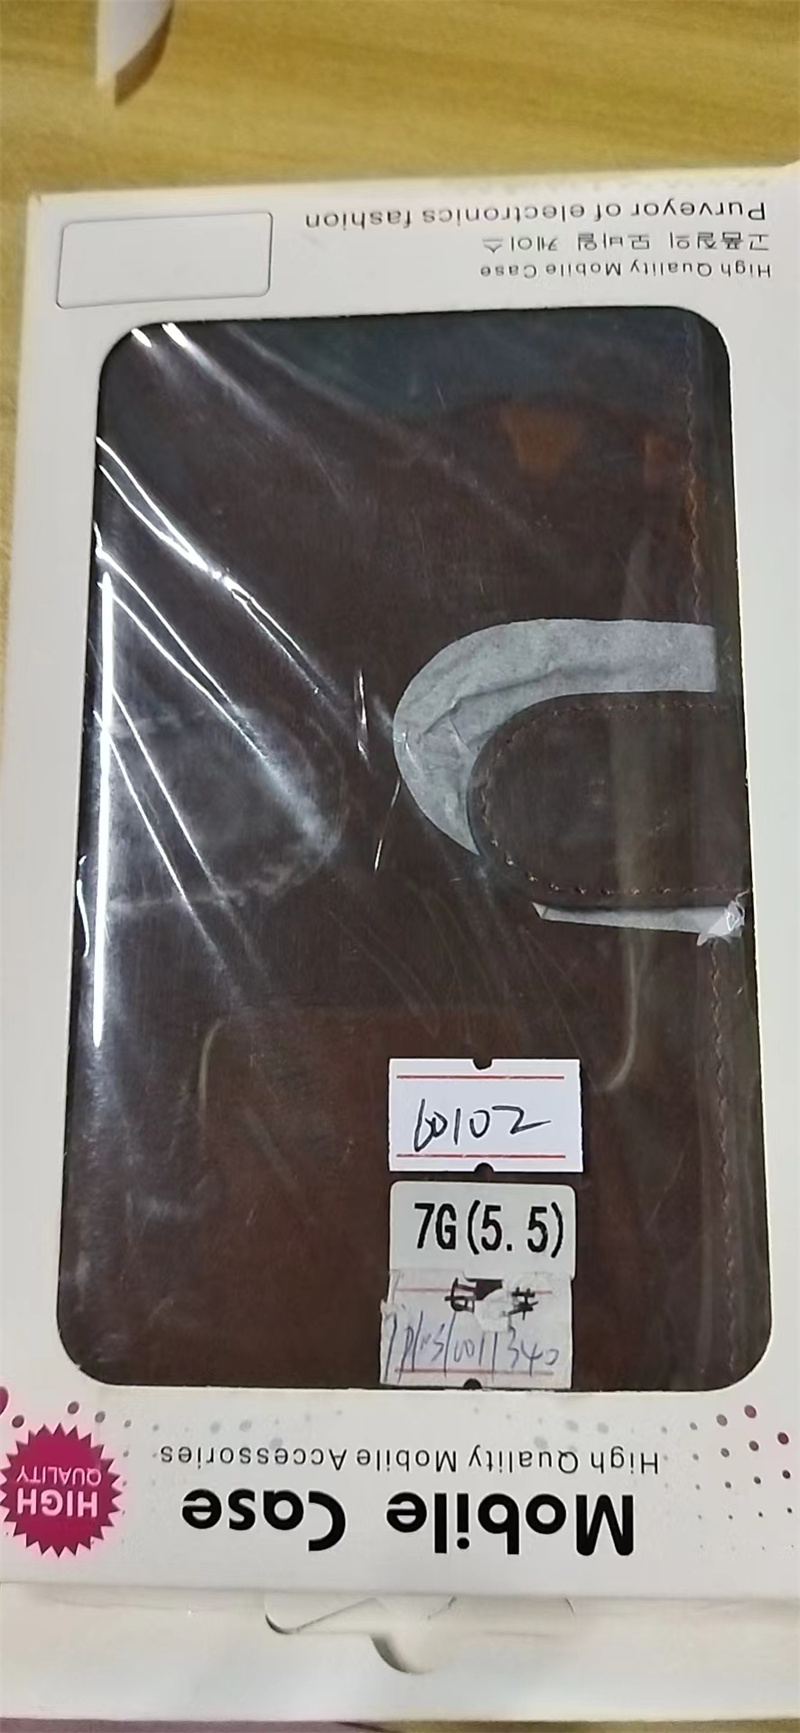 Mobile Case
High Quality Mobile Accessories
HIGH
QUALITY
60102
7G(5.5)
High Quality Mobile Case
고품질의 모바일 케이스
Purveyor of electronics fashion